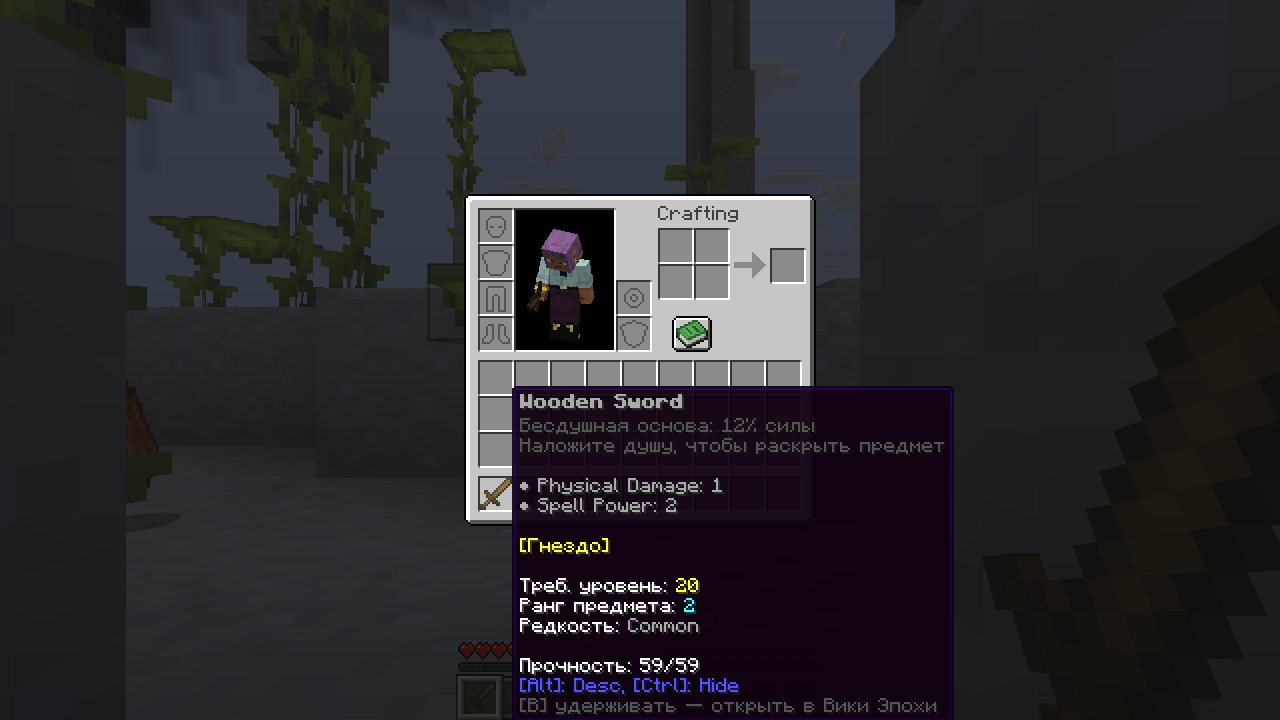 Crafting
Wooden Sword
Бесдушная основа: 12% силы
Наложите душу, чтобы раскрыть предмет
• Physical Damage: 1
• Spell Power: 2
[Гнездо]
Треб. уровень: 20
Ранг предмета: 2
Редкость: Common
Прочность: 59/59
[Alt]: Desc, [Ctrl]: Hide
[B] удерживать — открыть в Вики Эпохи